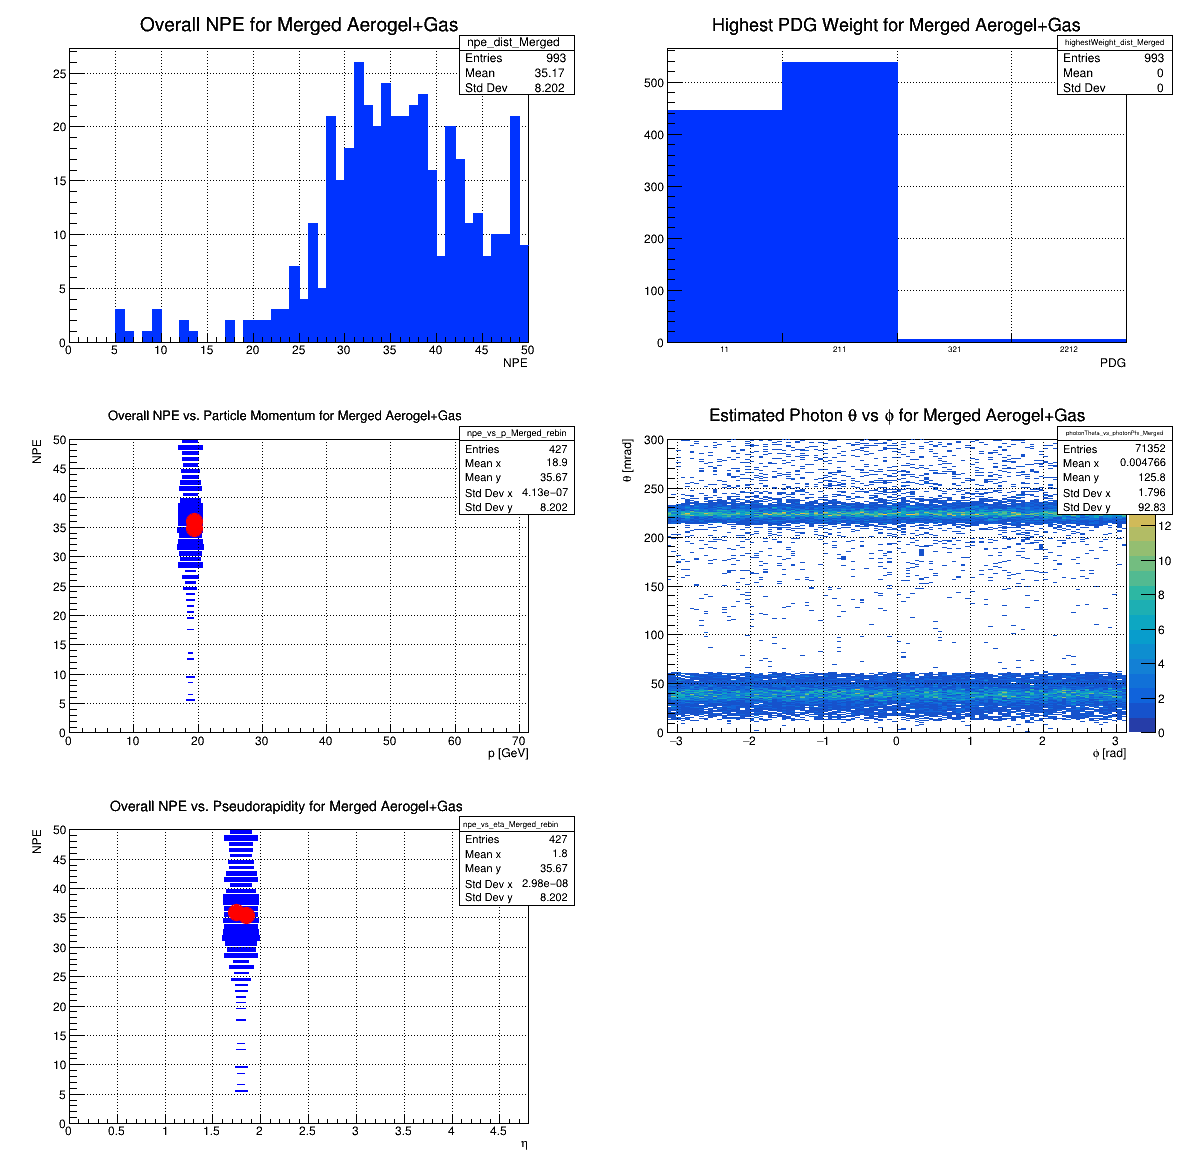 Overall NPE for Merged Aerogel+Gas
npe_dist_Merged
Entries 993
Mean 35.17
Std Dev 8.202
25
20
15
10
5
0
0 5 10 15 20 25 30 35 40 45 50
NPE
Highest PDG Weight for Merged Aerogel+Gas
highestWeight_dist_Merged
Entries 993
Mean 0
Std Dev 0
500
400
300
200
100
0
11 211 321 2212
PDG
Overall NPE vs. Particle Momentum for Merged Aerogel+Gas
npe_vs_p_Merged_rebin
Entries 427
Mean x 18.9
Mean y 35.67
Std Dev x 4.13e−07
Std Dev y 8.202
NPE
50
45
40
35
30
25
20
15
10
5
0
0 10 20 30 40 50 60 70
p [GeV]
Estimated Photon θ vs ϕ for Merged Aerogel+Gas
photonTheta_vs_photonPhi_Merged
Entries 71352
Mean x 0.004766
Mean y 125.8
Std Dev x 1.796
Std Dev y 92.83
θ [mrad]
300
250
200
150
100
50
0
−3 −2 −1 0 1 2 3
ϕ [rad]
12
10
8
6
4
2
0
Overall NPE vs. Pseudorapidity for Merged Aerogel+Gas
npe_vs_eta_Merged_rebin
Entries 427
Mean x 1.8
Mean y 35.67
Std Dev x 2.98e−08
Std Dev y 8.202
NPE
50
45
40
35
30
25
20
15
10
5
0
0 0.5 1 1.5 2 2.5 3 3.5 4 4.5
η